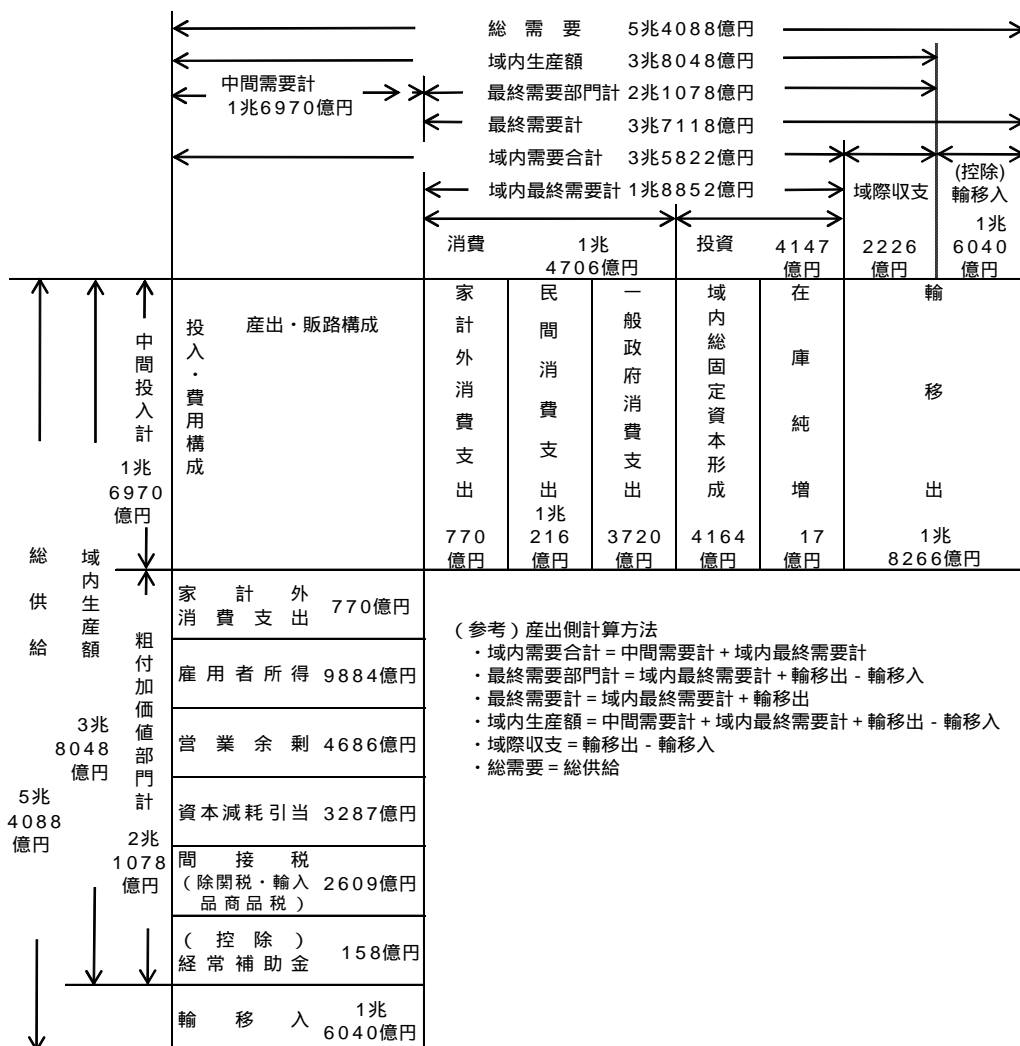 総需要 5兆4088億円
域内生産額 3兆8048億円
中間需要計
1兆6970億円
最終需要部門計 2兆1078億円
最終需要計 3兆7118億円
域内需要合計 3兆5822億円
域内最終需要計 1兆8852億円
域際収支
(控除)
輸移入
消費 1兆
4706億円
投資 4147
億円
2226
億円
1兆
6040
億円
中間投入計
1兆
6970
億円
投入・費用構成
産出・販路構成
家計外消費支出
770
億円
民間消費支出
1兆
216
億円
一般政府消費支出
3720
億円
域内総固定資本形成
4164
億円
在庫純増
17
億円
輸移出
1兆
8266億円
総供給
5兆
4088
億円
域内生産額
3兆
8048
億円
粗付加価値部門計
2兆
1078
億円
家計外
消費支出 770億円
雇用者所得 9884億円
営業余剰 4686億円
資本減耗引当 3287億円
間接税
(除関税・輸入
品商品税) 2609億円
(控除)
経常補助金 158億円
輸移入 1兆
6040億円
(参考)産出側計算方法
・域内需要合計=中間需要計+域内最終需要計
・最終需要部門計=域内最終需要計+輸移出-輸移入
・最終需要計=域内最終需要計+輸移出
・域内生産額=中間需要計+域内最終需要計+輸移出-輸移入
・域際収支=輸移出-輸移入
・総需要=総供給